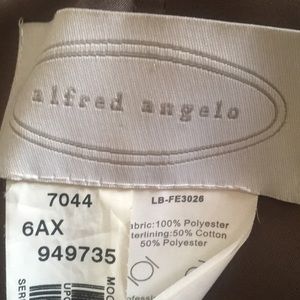 alfred angelo
7044
6AX
949735
LB-FE3026
abric: 100% Polyester
terlining: 50% Cotton
50% Polyester